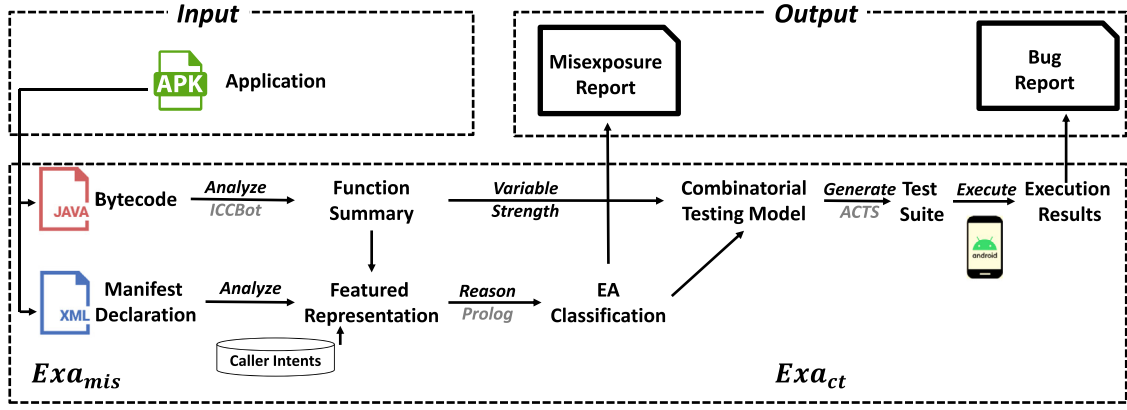 Input
Output
APK
Application
Misexposure
Report
Bug
Report
JAVA
Bytecode
Analyze
ICCBot
Function
Summary
Variable
Strength
Combinatorial
Testing Model
Generate
ACTS
Test
Suite
Execute
android
Execution
Results
XML
Manifest
Declaration
Analyze
Featured
Representation
Reason
Prolog
EA
Classification
Caller Intents
Exa_mis
Exa_ct